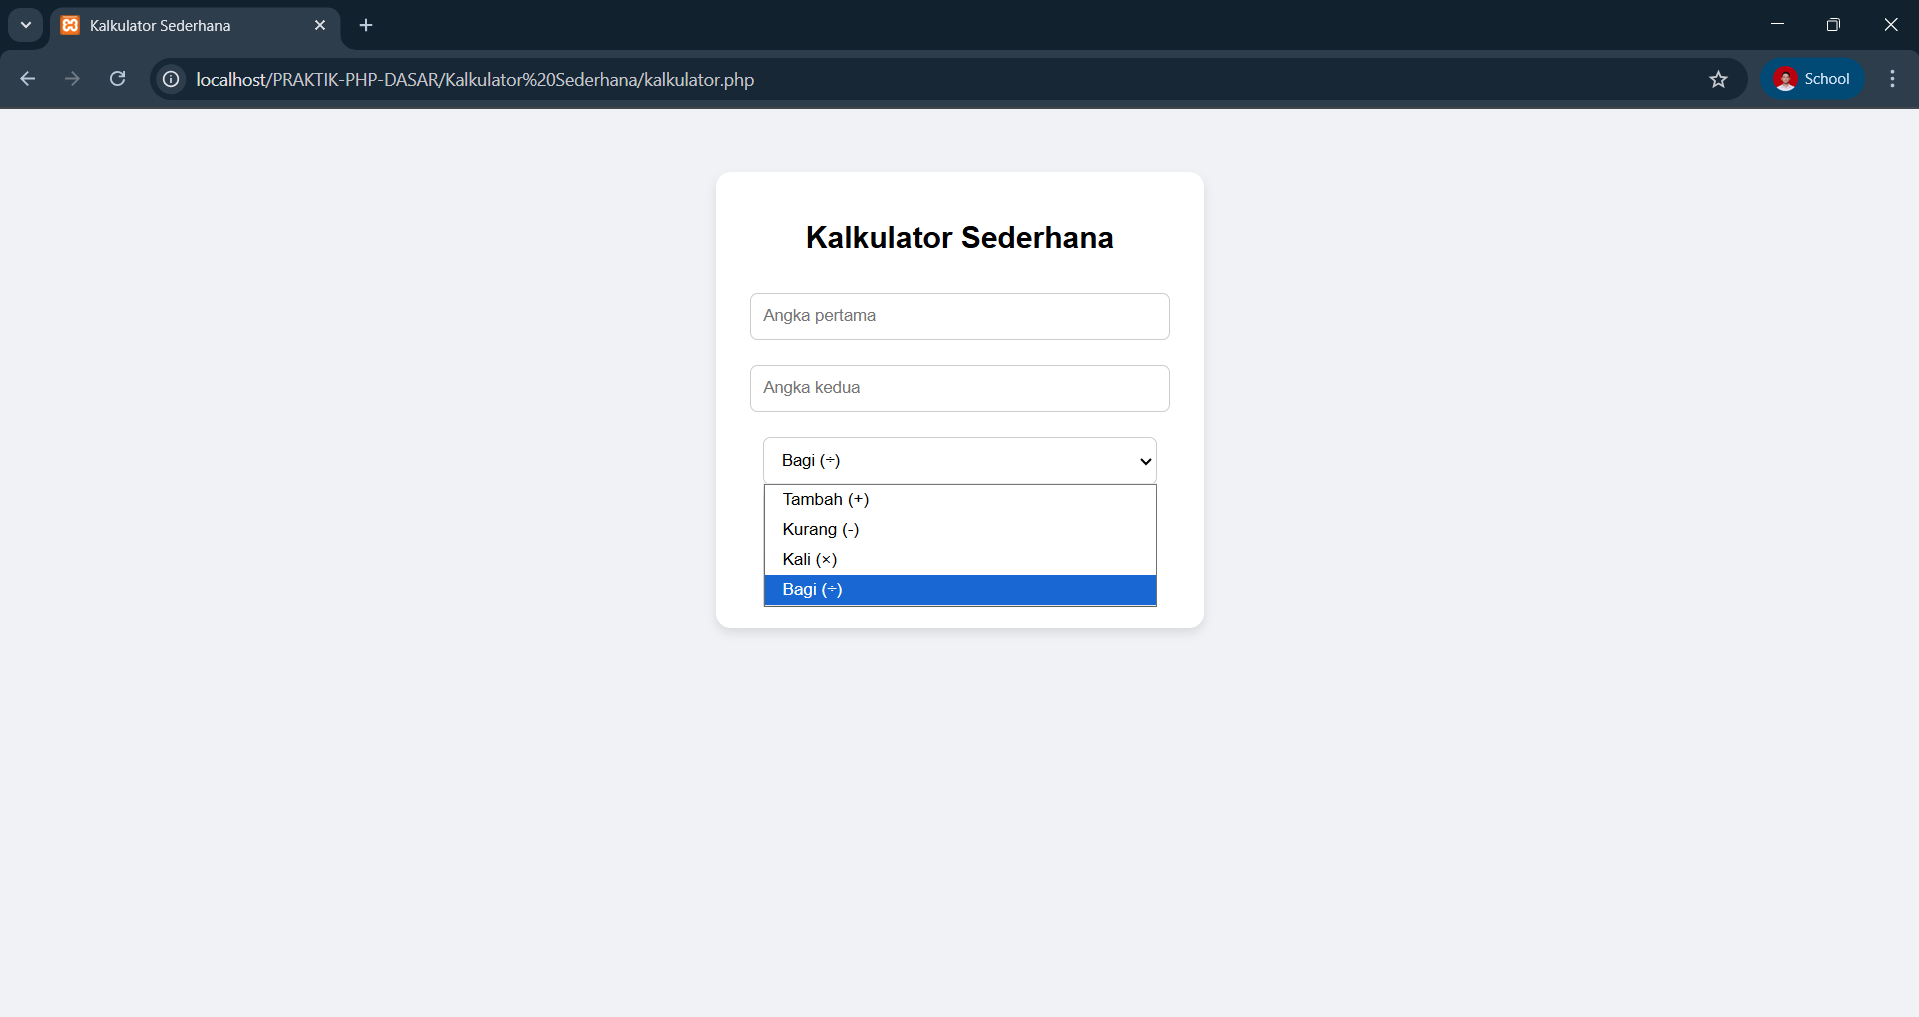 Kalkulator Sederhana
localhost/PRAKTIK-PHP-DASAR/Kalkulator%20Sederhana/kalkulator.php
School
Kalkulator Sederhana
Angka pertama
Angka kedua
Bagi (÷)
Tambah (+)
Kurang (-)
Kali (×)
Bagi (÷)